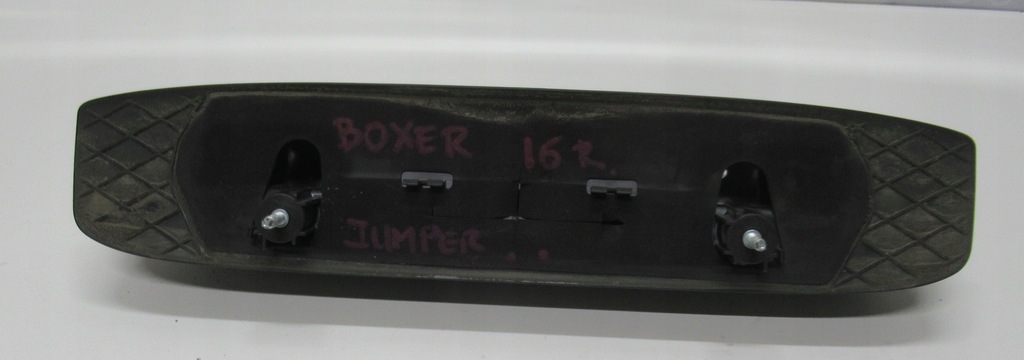 BOXER 16R.
JUMPER . .